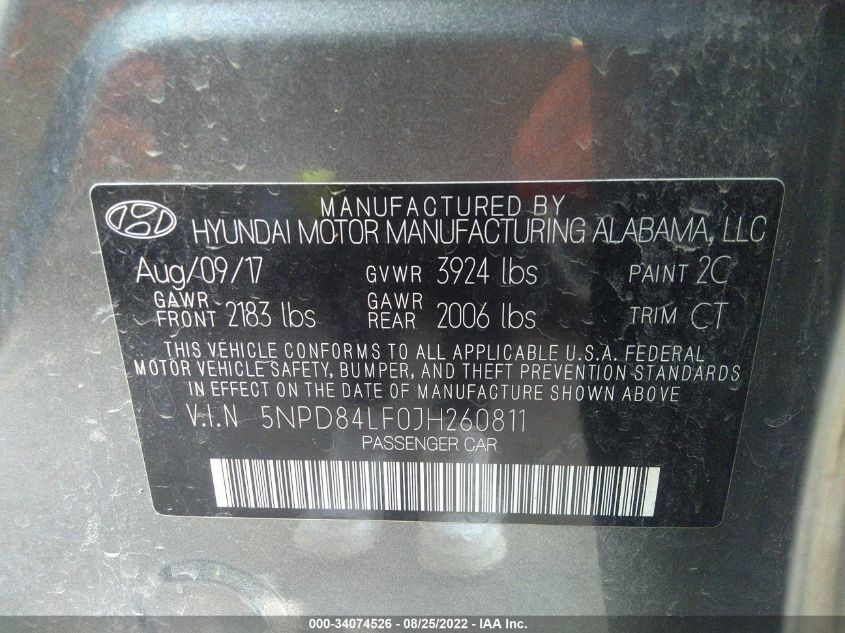 MANUFACTURED BY
HYUNDAI MOTOR MANUFACTURING ALABAMA, LLC
Aug/09/17 GVWR 3924 lbs PAINT 2C
GAWR FRONT 2183 lbs GAWR REAR 2006 lbs TRIM CT
THIS VEHICLE CONFORMS TO ALL APPLICABLE U.S.A. FEDERAL
MOTOR VEHICLE SAFETY, BUMPER, AND THEFT PREVENTION STANDARDS
IN EFFECT ON THE DATE OF MANUFACTURE SHOWN ABOVE
V.I.N 5NPD84LF0JH260811
PASSENGER CAR
000-34074526 - 08/25/2022 - IAA Inc.